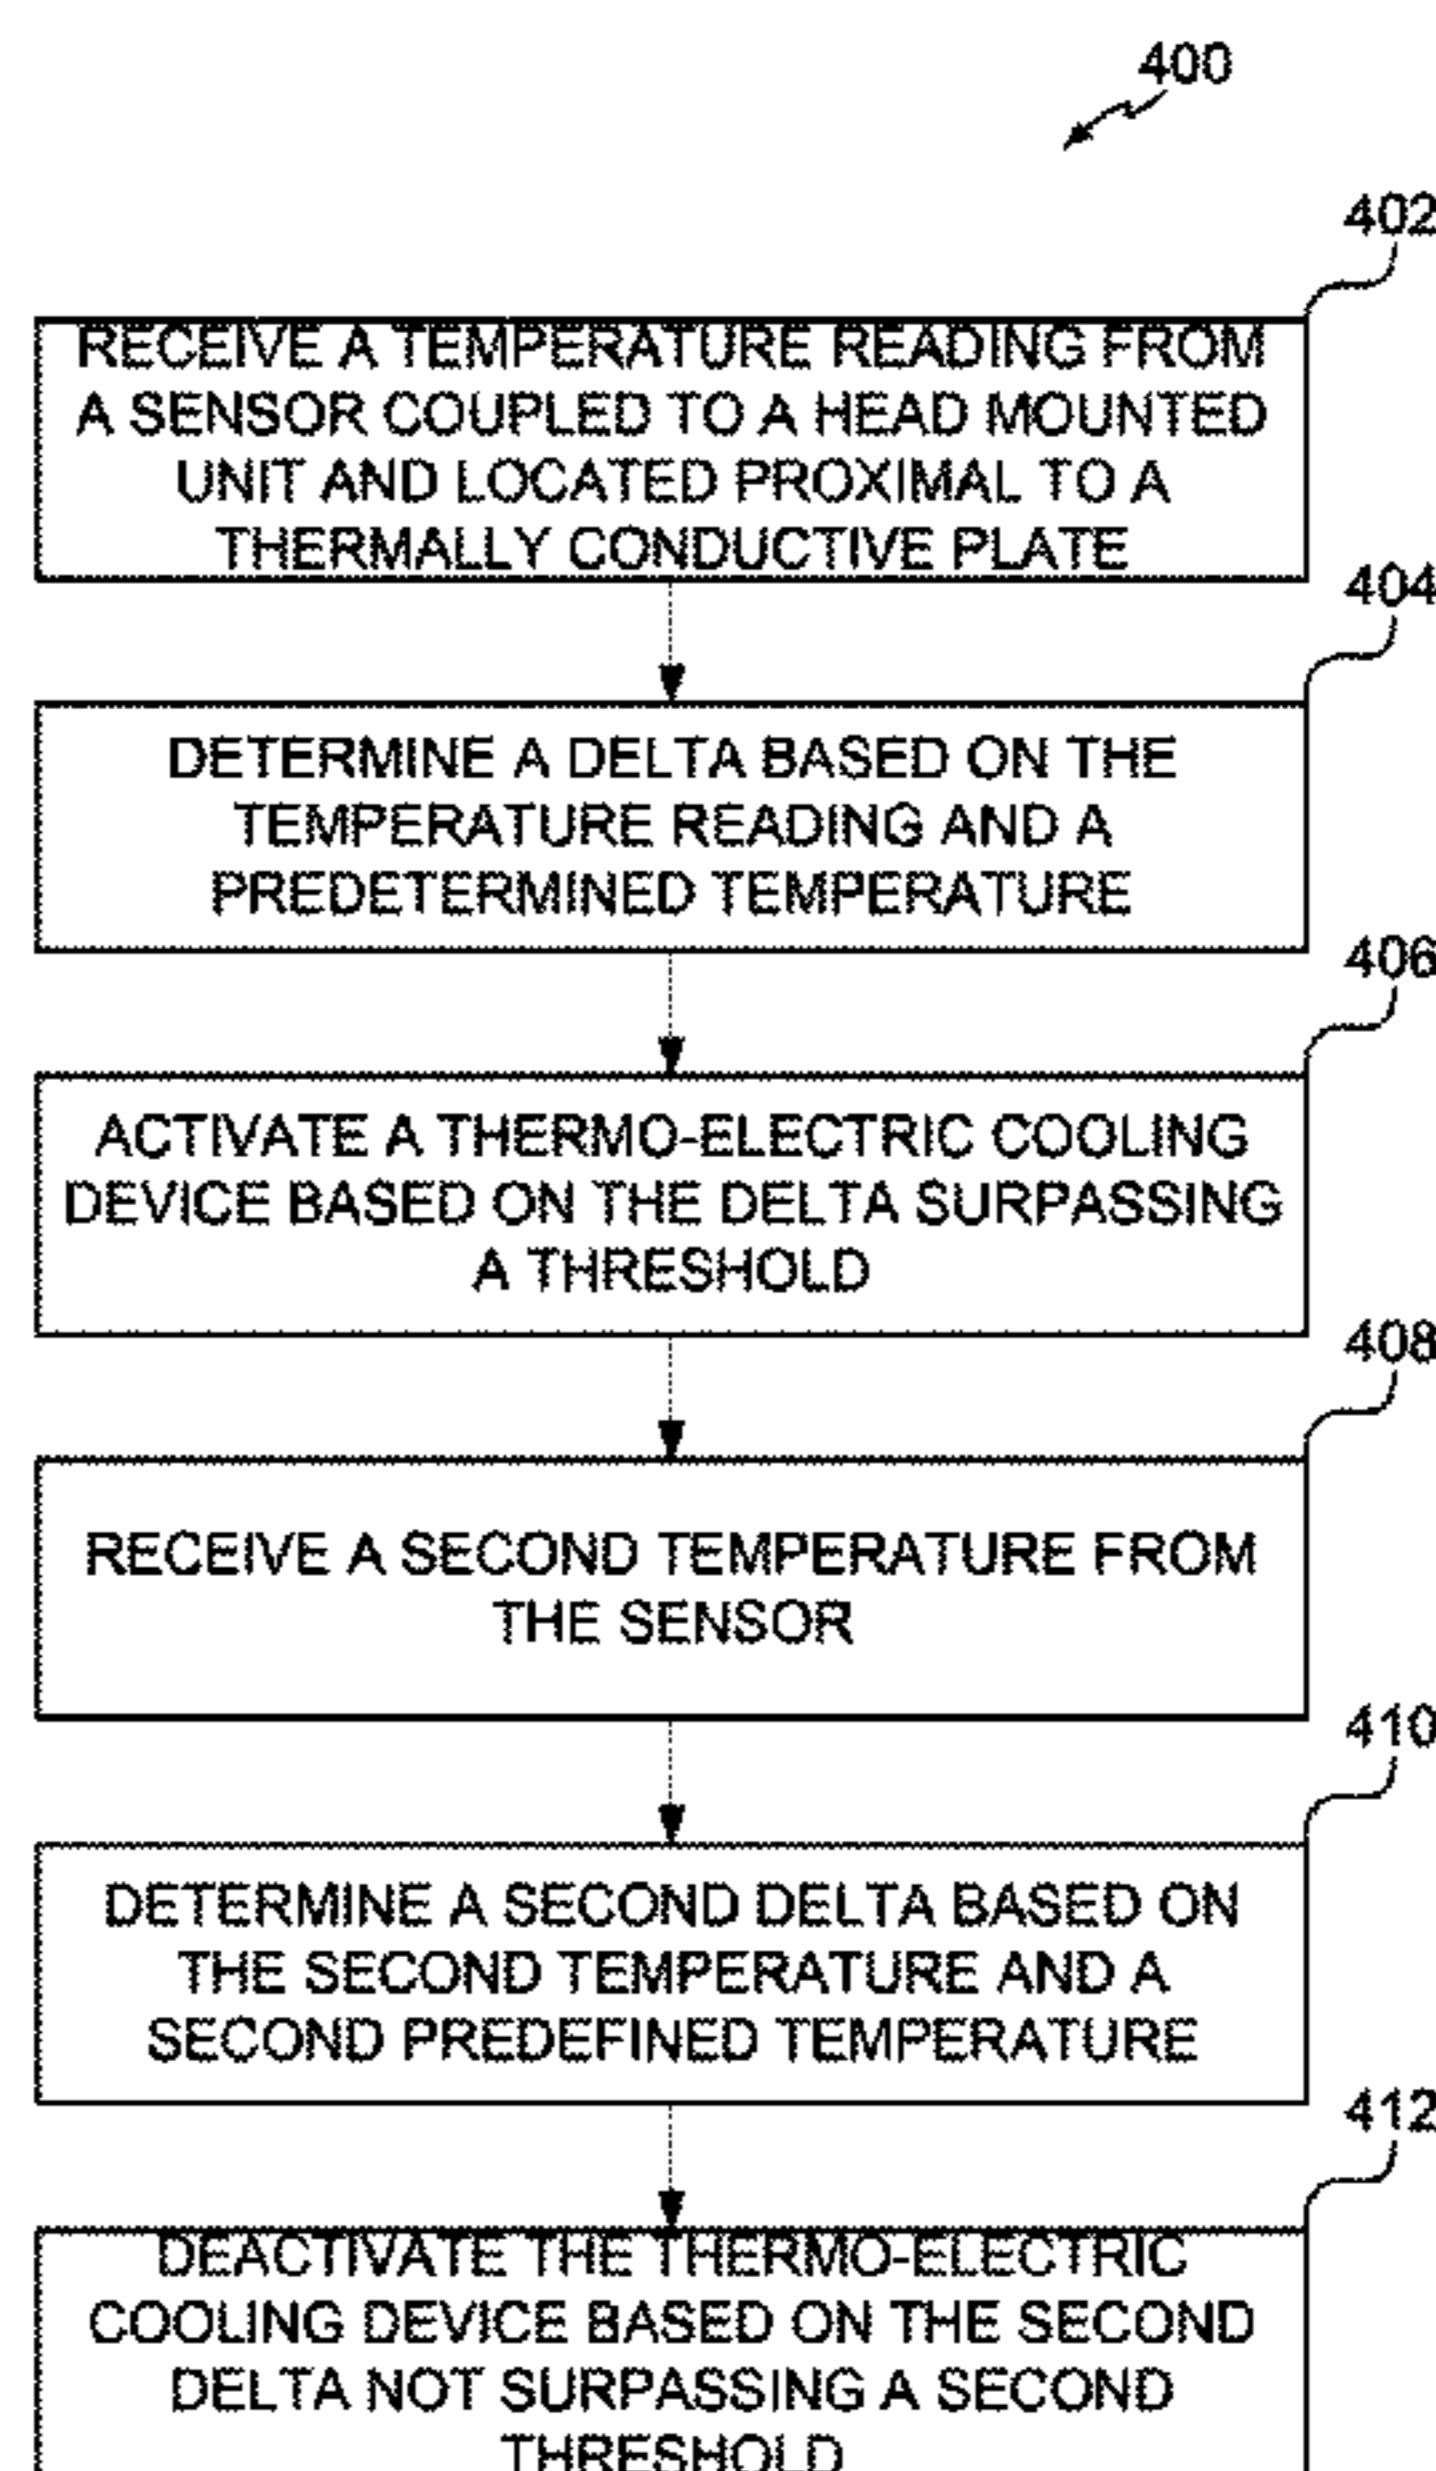 400
402
RECEIVE A TEMPERATURE READING FROM
A SENSOR COUPLED TO A HEAD MOUNTED
UNIT AND LOCATED PROXIMAL TO A
THERMALLY CONDUCTIVE PLATE
404
DETERMINE A DELTA BASED ON THE
TEMPERATURE READING AND A
PREDETERMINED TEMPERATURE
406
ACTIVATE A THERMO-ELECTRIC COOLING
DEVICE BASED ON THE DELTA SURPASSING
A THRESHOLD
408
RECEIVE A SECOND TEMPERATURE FROM
THE SENSOR
410
DETERMINE A SECOND DELTA BASED ON
THE SECOND TEMPERATURE AND A
SECOND PREDEFINED TEMPERATURE
412
DEACTIVATE THE THERMO-ELECTRIC
COOLING DEVICE BASED ON THE SECOND
DELTA NOT SURPASSING A SECOND
THRESHOLD